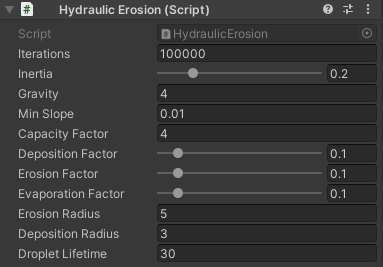 Hydraulic Erosion (Script)
Script HydraulicErosion
Iterations 100000
Inertia 0.2
Gravity 4
Min Slope 0.01
Capacity Factor 4
Deposition Factor 0.1
Erosion Factor 0.1
Evaporation Factor 0.1
Erosion Radius 5
Deposition Radius 3
Droplet Lifetime 30